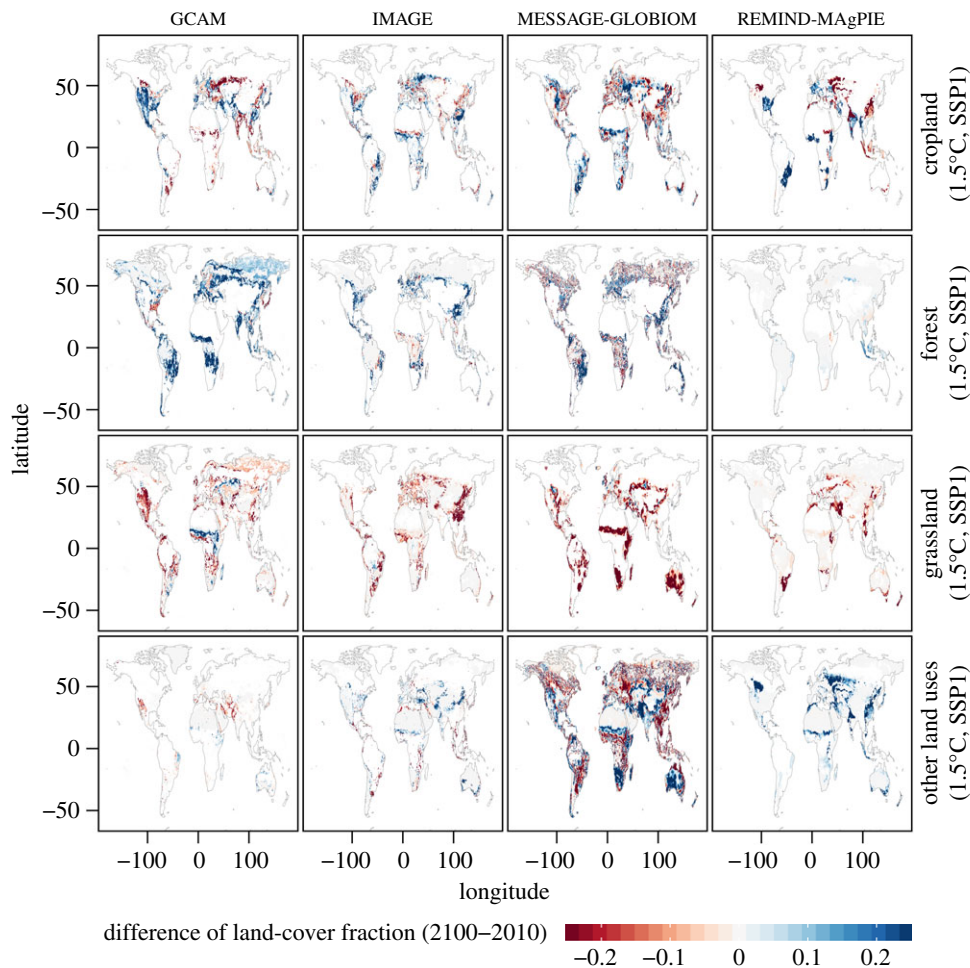 GCAM IMAGE MESSAGE-GLOBIOM REMIND-MAgPIE
50
0
−50
cropland
(1.5°C, SSP1)
50
0
−50
forest
(1.5°C, SSP1)
latitude
50
0
−50
grassland
(1.5°C, SSP1)
50
0
−50
other land uses
(1.5°C, SSP1)
−100 0 100 −100 0 100 −100 0 100 −100 0 100
longitude
difference of land-cover fraction (2100–2010)
−0.2 −0.1 0 0.1 0.2